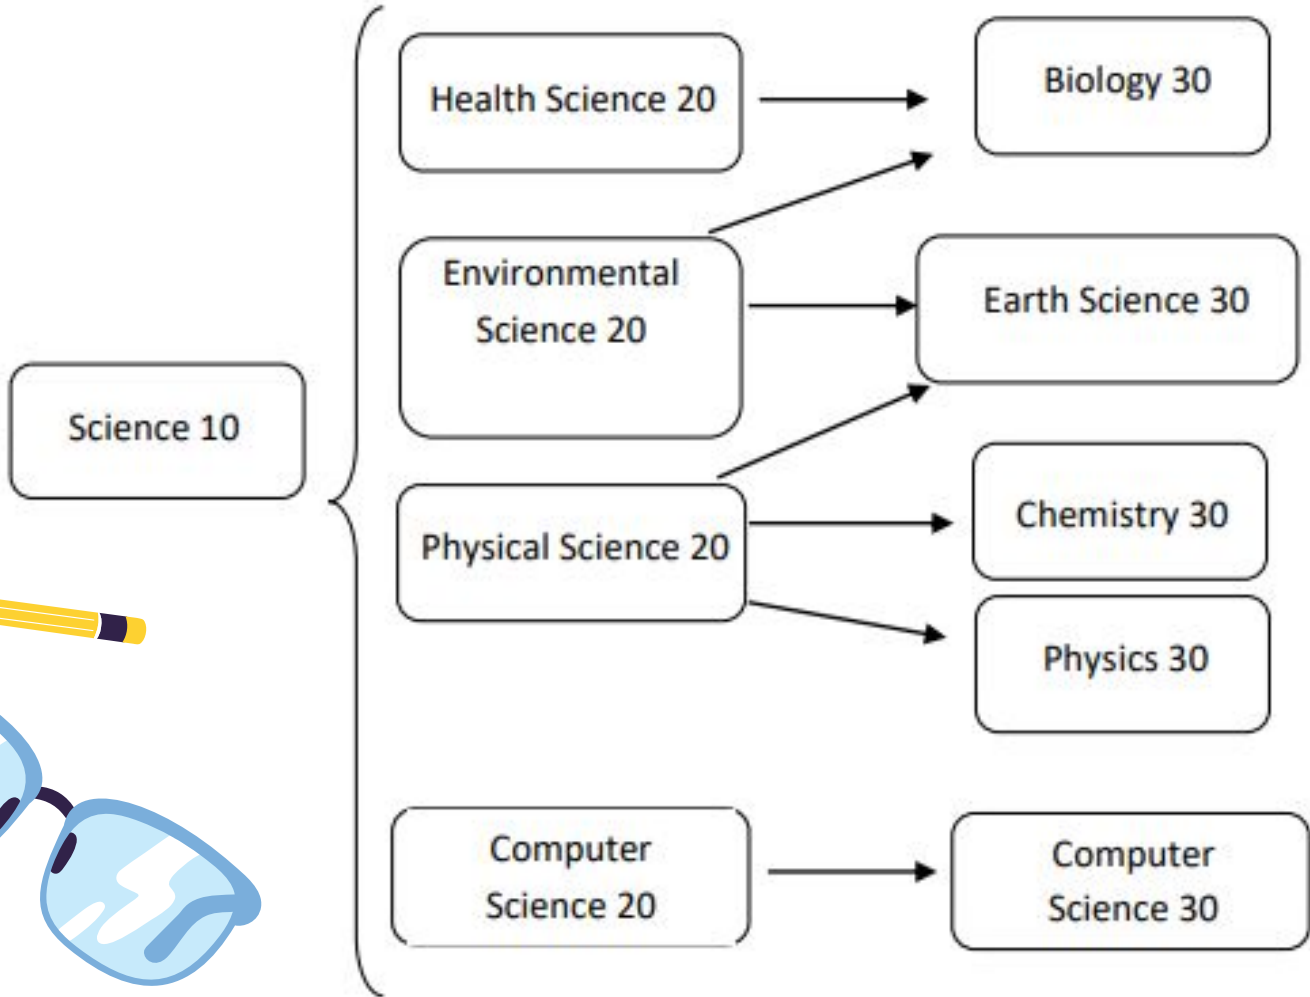 Science 10
Health Science 20
Environmental
Science 20
Physical Science 20
Computer
Science 20
Biology 30
Earth Science 30
Chemistry 30
Physics 30
Computer
Science 30